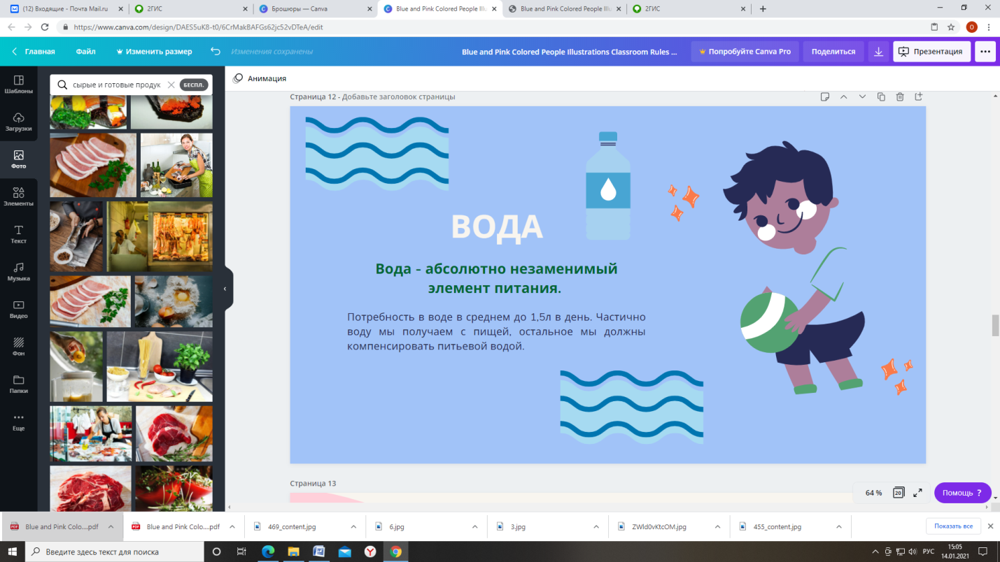 (12) Входящие - Почта Mail.ru
2ГИС
Брошюры — Canva
Blue and Pink Colored People Illu
Blue and Pink Colored People Illu
2ГИС
https://www.canva.com/design/DAES5uK8-t0/6CrMakBAFGs62jc52vDTeA/edit
O
Главная
Файл
Изменить размер
Изменения сохранены
Blue and Pink Colored People Illustrations Classroom Rules ...
Попробуйте Canva Pro
Поделиться
Презентация
Шаблоны
Загрузки
Фото
Элементы
Текст
Музыка
Видео
Фон
Папки
Еще
сырые и готовые продук
БЕСПЛ.
Анимация
Страница 12 - Добавьте заголовок страницы
ВОДА
Вода - абсолютно незаменимый
элемент питания.
Потребность в воде в среднем до 1,5л в день. Частично
воду мы получаем с пищей, остальное мы должны
компенсировать питьевой водой.
Страница 13
64 %
20
Помощь ?
Blue and Pink Colo....pdf
Blue and Pink Colo....pdf
469_content.jpg
6.jpg
3.jpg
ZWld0vKtcOM.jpg
455_content.jpg
Показать все
Введите здесь текст для поиска
РУС
15:05
14.01.2021